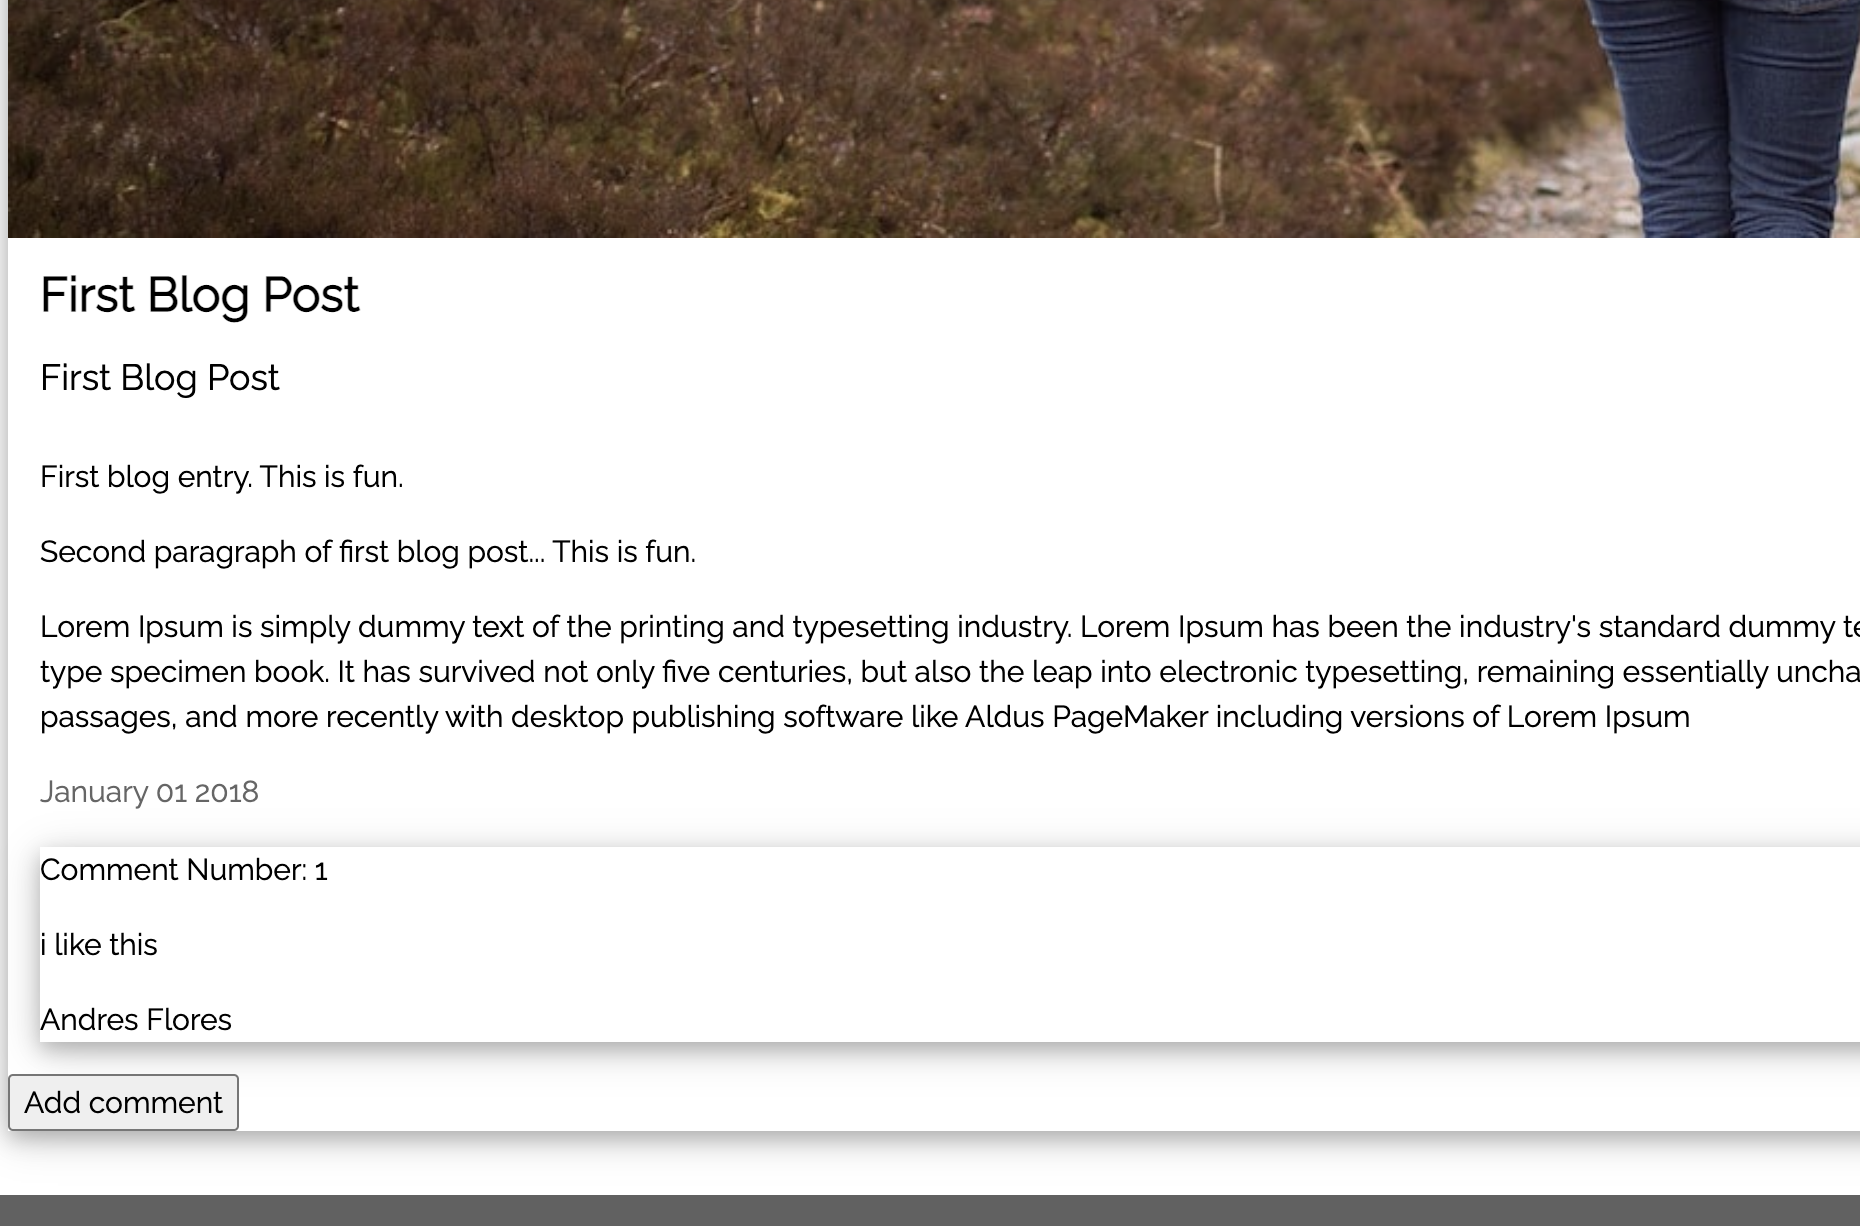 First Blog Post
First Blog Post
First blog entry. This is fun.
Second paragraph of first blog post... This is fun.
Lorem Ipsum is simply dummy text of the printing and typesetting industry. Lorem Ipsum has been the industry's standard dummy
type specimen book. It has survived not only five centuries, but also the leap into electronic typesetting, remaining essentially
passages, and more recently with desktop publishing software like Aldus PageMaker including versions of Lorem Ipsum
January 01 2018
Comment Number: 1
i like this
Andres Flores
Add comment